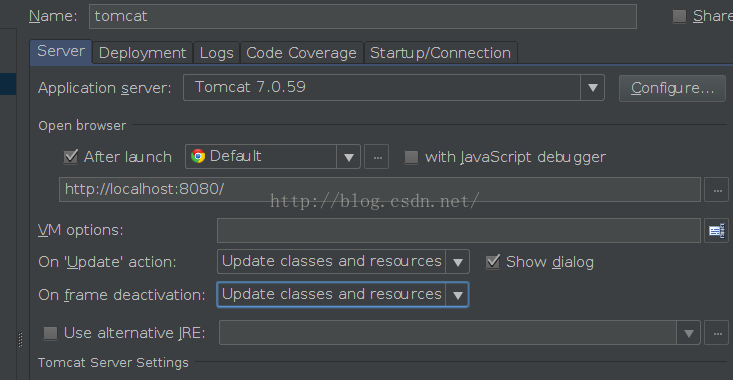 Name: tomcat Share
Server Deployment Logs Code Coverage Startup/Connection
Application server: Tomcat 7.0.59 Configure...
Open browser
After launch Default ... with JavaScript debugger
http://localhost:8080/ ...
http://blog.csdn.net/
VM options:
On 'Update' action: Update classes and resources Show dialog
On frame deactivation: Update classes and resources
Use alternative JRE: ...
Tomcat Server Settings